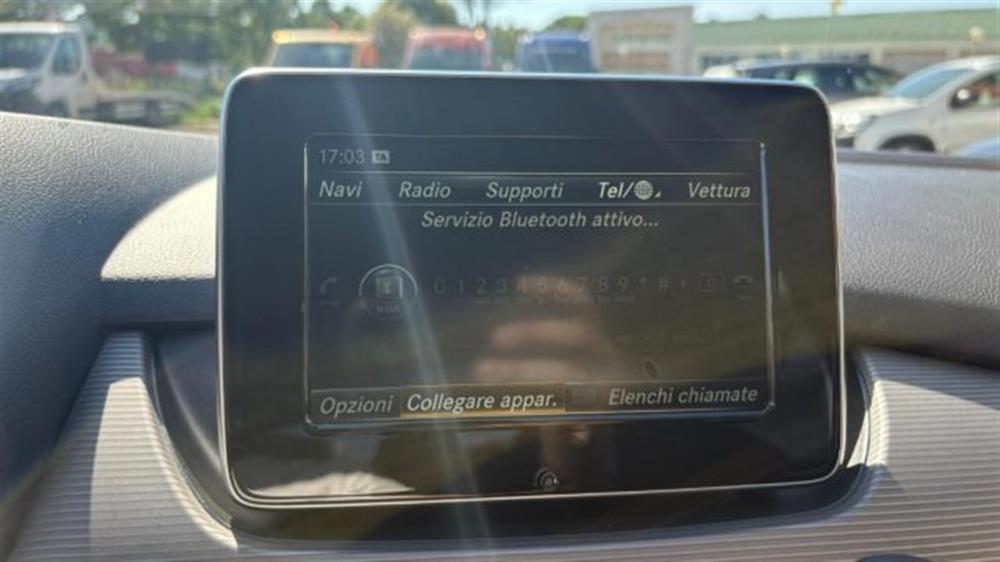 17:03 TA
Navi Radio Supporti Tel/ Vettura
Servizio Bluetooth attivo...
0 1 2 3 4 5 6 7 8 9 * # +
Opzioni Collegare appar. Elenchi chiamate